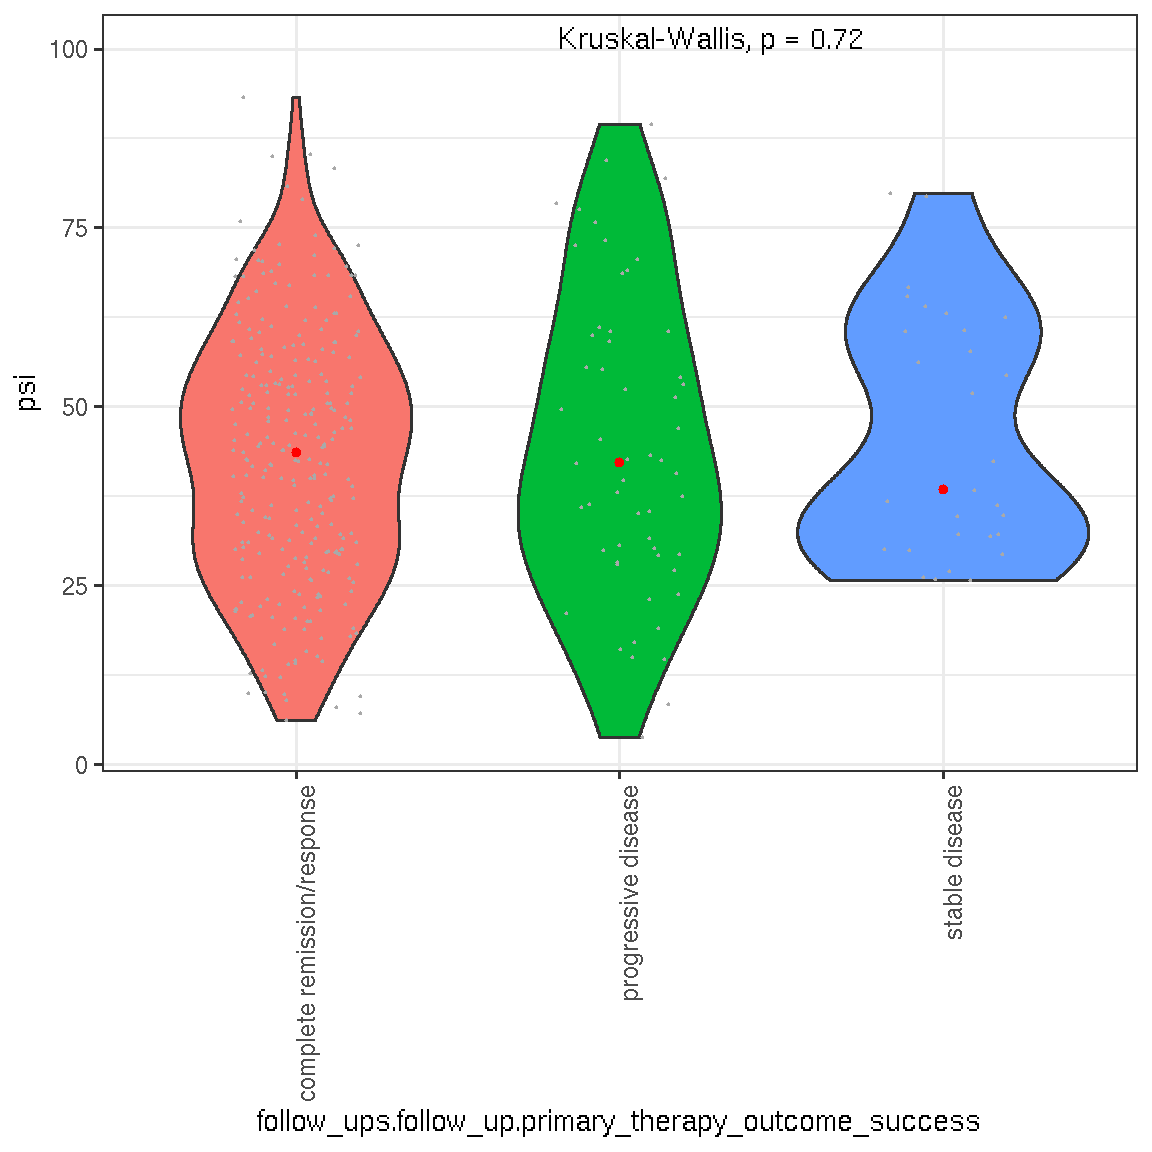 Kruskal-Wallis, p = 0.72
100
75
50
25
0
psi
complete remission/response
progressive disease
stable disease
follow_ups.follow_up.primary_therapy_outcome_success